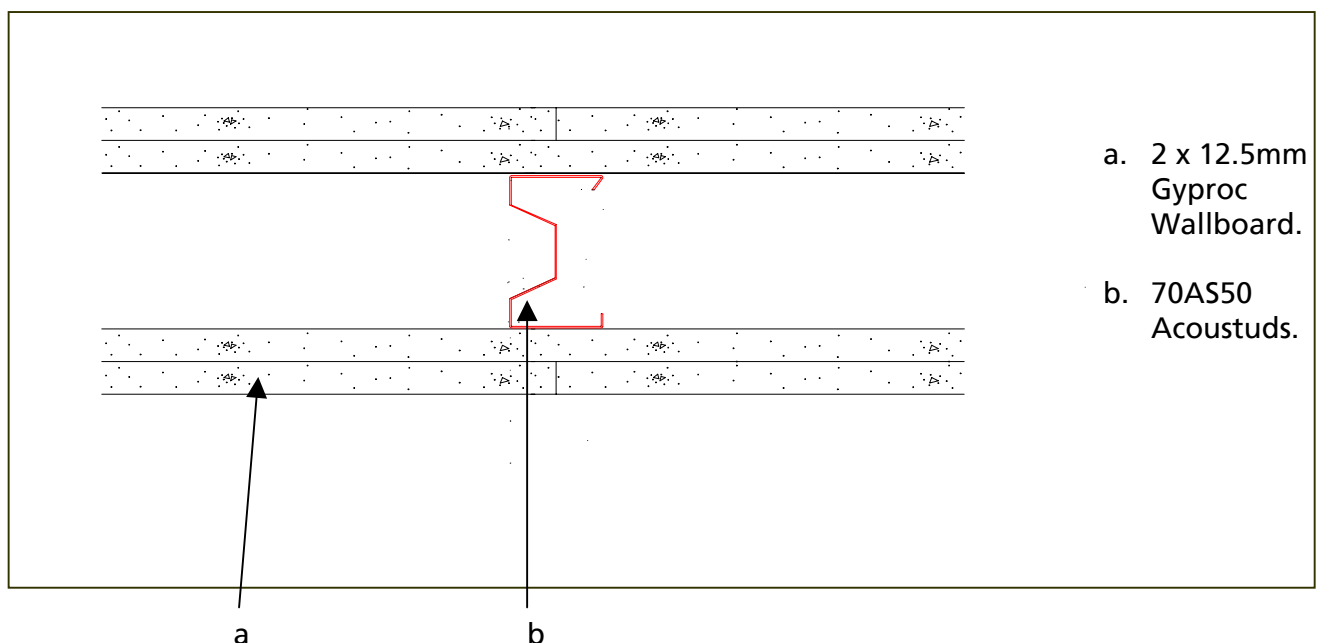 a. 2 x 12.5mm
Gyproc
Wallboard.
b. 70AS50
Acoustuds.
a
b